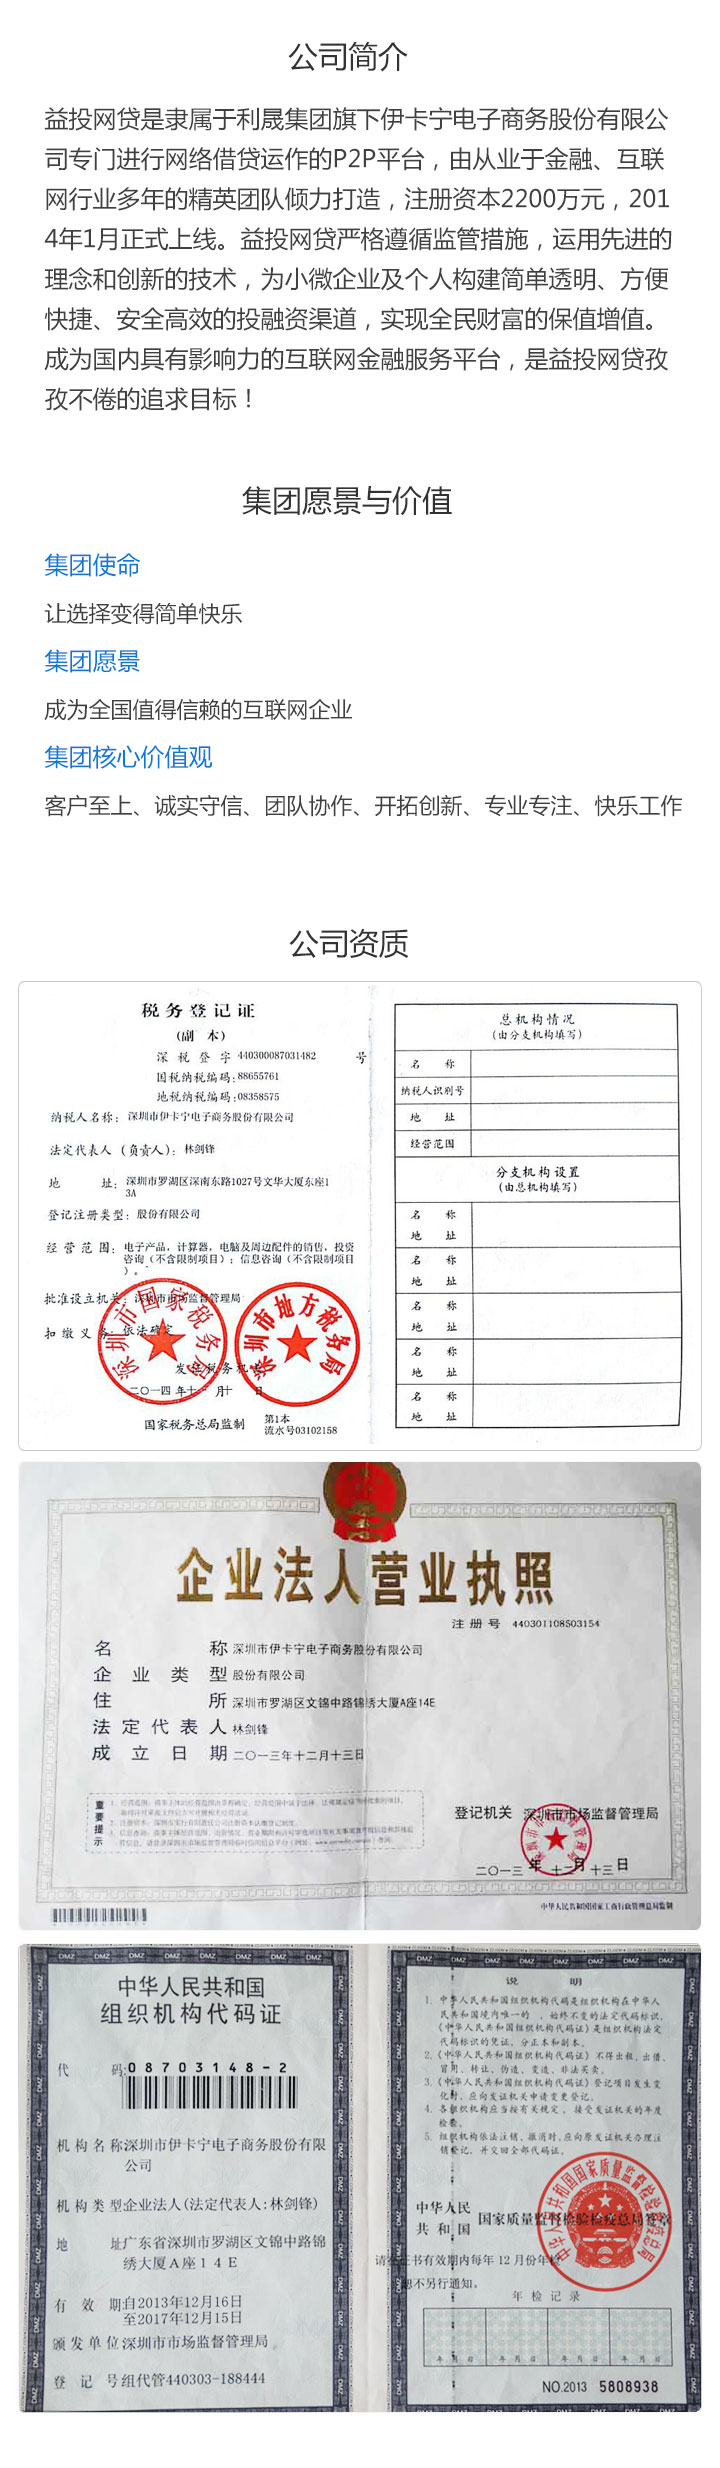 公司简介
益投网贷是隶属于利晟集团旗下伊卡宁电子商务股份有限公
司专门进行网络借贷运作的P2P平台，由从业于金融、互联
网行业多年的精英团队倾力打造，注册资本2200万元，201
4年1月正式上线。益投网贷严格遵循监管措施，运用先进的
理念和创新的技术，为小微企业及个人构建简单透明、方便
快捷、安全高效的投融资渠道，实现全民财富的保值增值。
成为国内具有影响力的互联网金融服务平台，是益投网贷孜
孜不倦的追求目标！
集团愿景与价值
集团使命
让选择变得简单快乐
集团愿景
成为全国值得信赖的互联网企业
集团核心价值观
客户至上、诚实守信、团队协作、开拓创新、专业专注、快乐工作
公司资质
税务登记证
(副 本)
深 税 登 字 440300087031482 号
国税纳税编码:88655761
地税纳税编码:08358575
纳税人名称: 深圳市伊卡宁电子商务股份有限公司
法定代表人 (负责人): 林剑锋
地 址: 深圳市罗湖区深南东路1027号文华大厦东座1
3A
登记注册类型: 股份有限公司
经营范围: 电子产品，计算器，电脑及周边配件的销售，投资
咨询（不含限制项目）；信息咨询（不含限制项目
）。
批准设立机关: 深圳市市场监督管理局
扣缴义务: 依法确定
深圳市国家税务局
深圳市地方税务局
发证税务机关
二〇一四 年十一 月十 日
国家税务总局监制
第1本
流水号03102158
总机构情况
(由分支机构填写)
名 称
纳税人识别号
地 址
经营范围
分支机构设置
(由总机构填写)
名 称
地 址
名 称
地 址
名 称
地 址
名 称
地 址
名 称
地 址
企业法人营业执照
注 册 号 440301108503154
名 称 深圳市伊卡宁电子商务股份有限公司
企 业 类 型 股份有限公司
住 所 深圳市罗湖区文锦中路锦绣大厦A座14E
法 定 代 表 人 林剑锋
成 立 日 期 二〇一三年十二月十三日
重要提示
登记机关 深圳市市场监督管理局
二〇一三 年 十二 月 十三 日
中华人民共和国国家工商行政管理总局监制
中华人民共和国
组织机构代码证
代 码:08703148-2
机 构 名 称 深圳市伊卡宁电子商务股份有限
公司
机 构 类 型 企业法人(法定代表人:林剑锋)
地 址 广东省深圳市罗湖区文锦中路锦
绣大厦A座14E
有 效 期 自2013年12月16日
至2017年12月15日
颁 发 单 位 深圳市市场监督管理局
登 记 号 组代管440303-188444
说 明
1. 中华人民共和国组织机构代码是组织机构在中华人
民共和国境内唯一的 、始终不变的法定代码标识，
《中华人民共和国组织机构代码证》是组织机构法定
代码标识的凭证，分正本和副本。
2.《中华人民共和国组织机构代码证》不得出租，出借，
冒用，转让，伪造，变造，非法买卖。
3.《中华人民共和国组织机构代码证》登记项目发生变
化时，应向发证机关申请变更登记。
4. 各组织机构应当按有关规定，接受发证机关的年度
检验。
5. 组织机构依法注销、撤消时，应向原发证机关办理注
销登记，并交回全部代码证。
中华人民
共 和 国
国家质量监督检验检疫总局签章
年 检 记 录
年 月 日
年 月 日
年 月 日
年 月 日
NO.2013 5808938